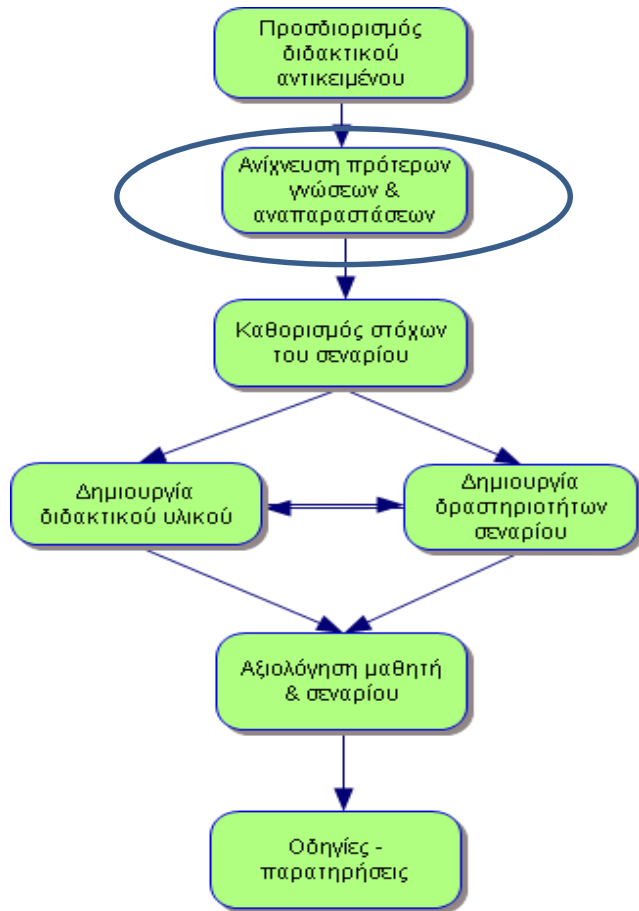 Προσδιορισμός
διδακτικού
αντικειμένου
Ανίχνευση πρότερων
γνώσεων &
αναπαραστάσεων
Καθορισμός στόχων
του σεναρίου
Δημιουργία
διδακτικού υλικού
Δημιουργία
δραστηριοτήτων
σεναρίου
Αξιολόγηση μαθητή
& σεναρίου
Οδηγίες -
παρατηρήσεις